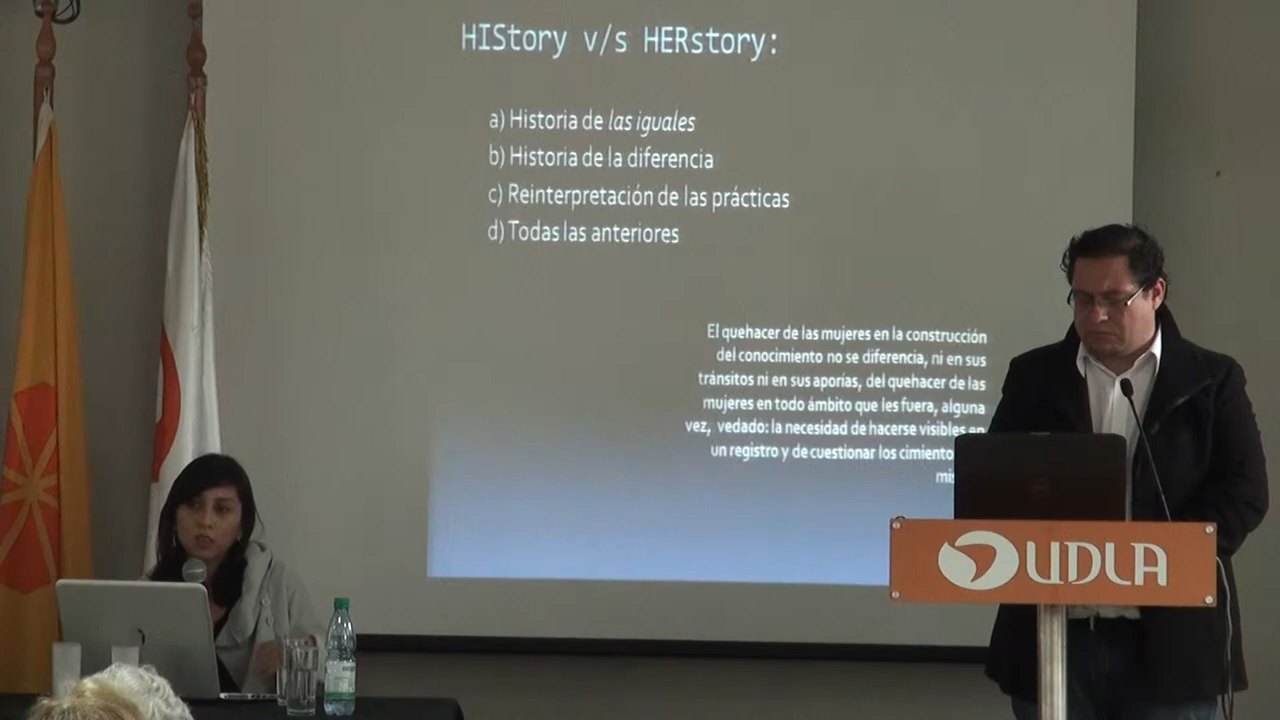 HIStory v/s HERstory:
a) Historia de las iguales
b) Historia de la diferencia
c) Reinterpretación de las prácticas
d) Todas las anteriores
El quehacer de las mujeres en la construcción
del conocimiento no se diferencia, ni en sus
tránsitos ni en sus aporías, del quehacer de las
mujeres en todo ámbito que les fuera, alguna
vez, vedado: la necesidad de hacerse visibles en
un registro y de cuestionar los
UDLA